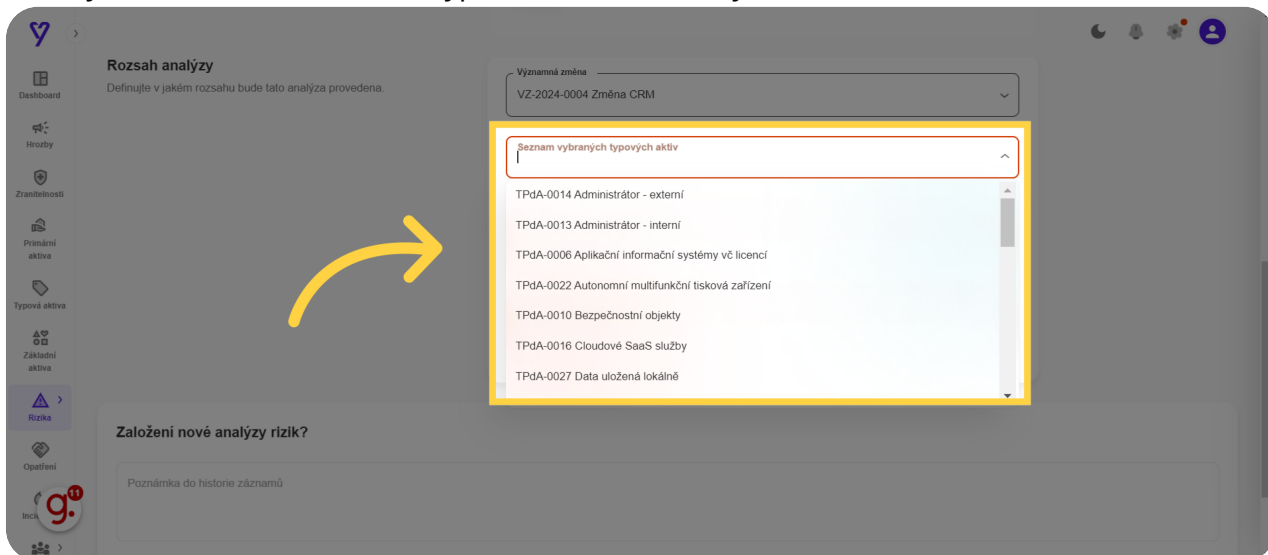 Rozsah analýzy
Definujte v jakém rozsahu bude tato analýza provedena.
Významná změna
VZ-2024-0004 Změna CRM
Seznam vybraných typových aktiv
TPdA-0014 Administrátor - externí
TPdA-0013 Administrátor - interní
TPdA-0006 Aplikační informační systémy vč licencí
TPdA-0022 Autonomní multifunkční tisková zařízení
TPdA-0010 Bezpečnostní objekty
TPdA-0016 Cloudové SaaS služby
TPdA-0027 Data uložená lokálně
Dashboard
Hrozby
Zranitelnosti
Primární
aktiva
Typová aktiva
Základní
aktiva
Rizika
Opatření
g.
11
Založení nové analýzy rizik?
Poznámka do historie záznamů